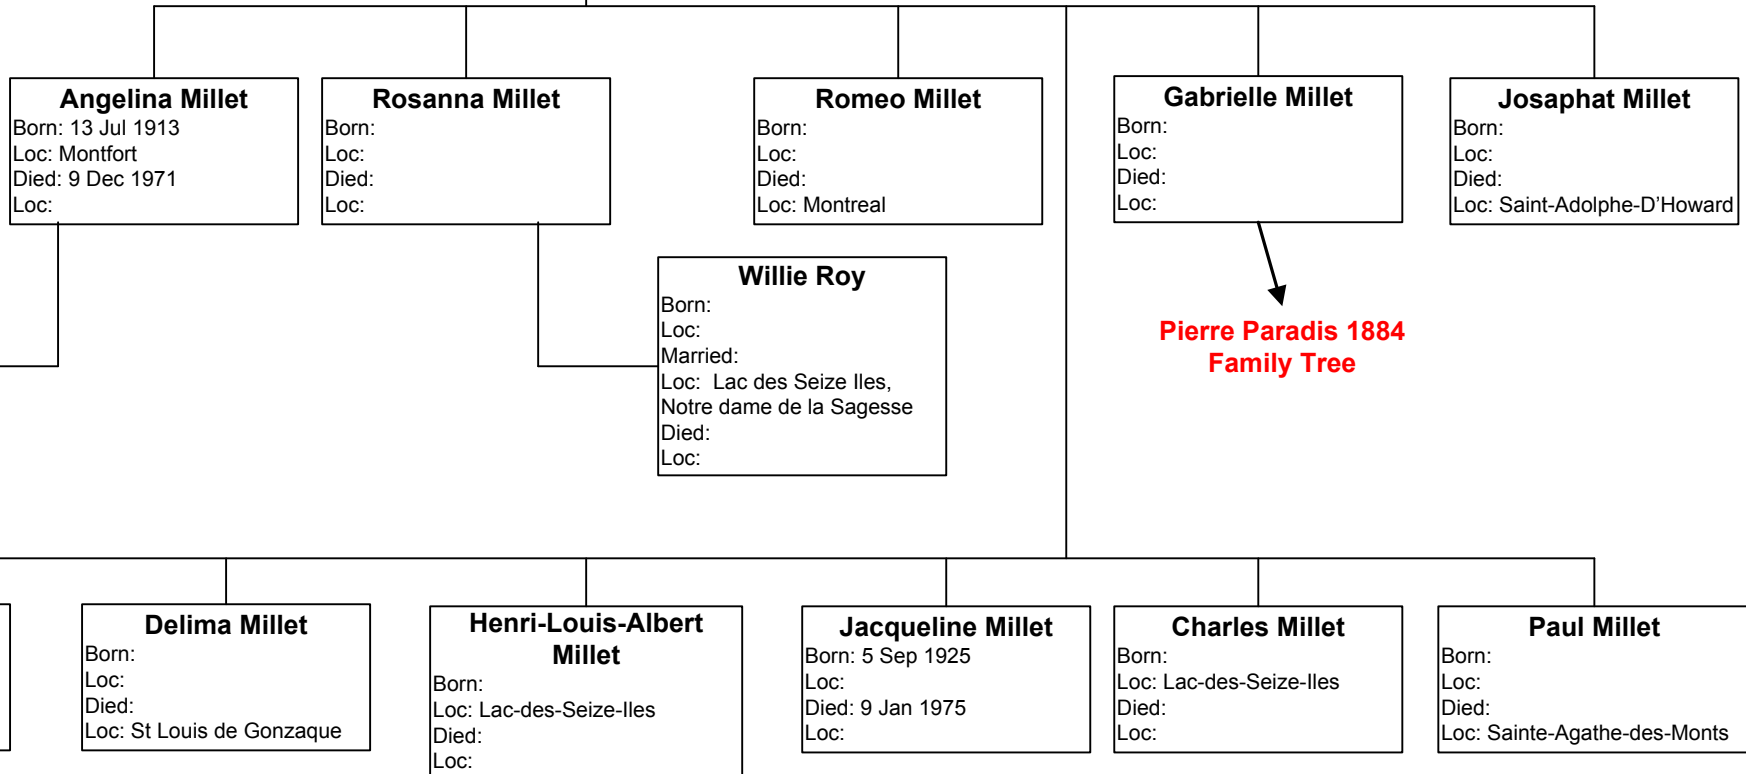 Angelina Millet
Born: 13 Jul 1913
Loc: Montfort
Died: 9 Dec 1971
Loc:
Rosanna Millet
Born:
Loc:
Died:
Loc:
Romeo Millet
Born:
Loc:
Died:
Loc: Montreal
Gabrielle Millet
Born:
Loc:
Died:
Loc:
Josaphat Millet
Born:
Loc:
Died:
Loc: Saint-Adolphe-D’Howard
Willie Roy
Born:
Loc:
Married:
Loc:  Lac des Seize Iles,
Notre dame de la Sagesse
Died:
Loc:
Pierre Paradis 1884
Family Tree
Delima Millet
Born:
Loc:
Died:
Loc: St Louis de Gonzaque
Henri-Louis-Albert
Millet
Born:
Loc: Lac-des-Seize-Iles
Died:
Loc:
Jacqueline Millet
Born: 5 Sep 1925
Loc:
Died: 9 Jan 1975
Loc:
Charles Millet
Born:
Loc: Lac-des-Seize-Iles
Died:
Loc:
Paul Millet
Born:
Loc:
Died:
Loc: Sainte-Agathe-des-Monts